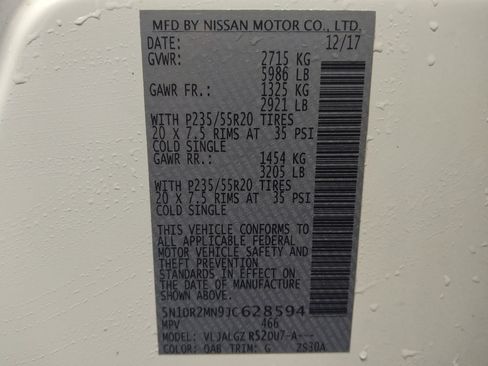 MFD BY NISSAN MOTOR CO., LTD.
DATE: 12/17
GVWR: 2715 KG
5986 LB
GAWR FR.: 1325 KG
2921 LB
WITH P235/55R20 TIRES
20 X 7.5 RIMS AT 35 PSI
COLD SINGLE
GAWR RR.: 1454 KG
3205 LB
WITH P235/55R20 TIRES
20 X 7.5 RIMS AT 35 PSI
COLD SINGLE
THIS VEHICLE CONFORMS TO
ALL APPLICABLE FEDERAL
MOTOR VEHICLE SAFETY AND
THEFT PREVENTION
STANDARDS IN EFFECT ON
THE DATE OF MANUFACTURE
SHOWN ABOVE.
5N1DR2MN9JC628594
MPV 466
MODEL: VLJALGZ R520U7-A---
COLOR: QAB TRIM: G ZS30A